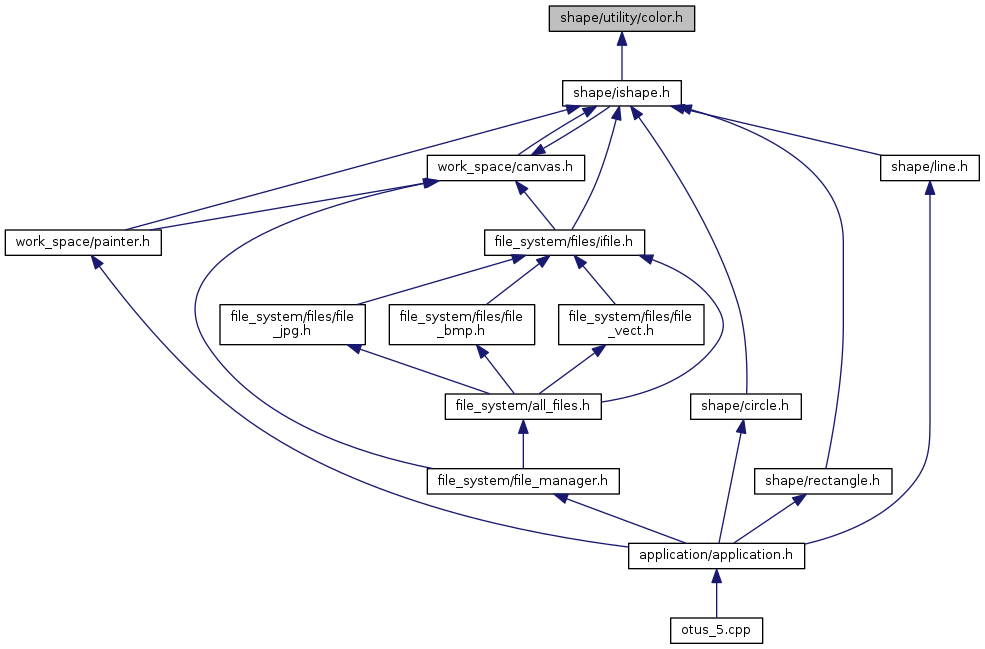 shape/utility/color.h
shape/ishape.h
work_space/canvas.h
shape/line.h
work_space/painter.h
file_system/files/ifile.h
file_system/files/file
_jpg.h
file_system/files/file
_bmp.h
file_system/files/file
_vect.h
file_system/all_files.h
shape/circle.h
file_system/file_manager.h
shape/rectangle.h
application/application.h
otus_5.cpp